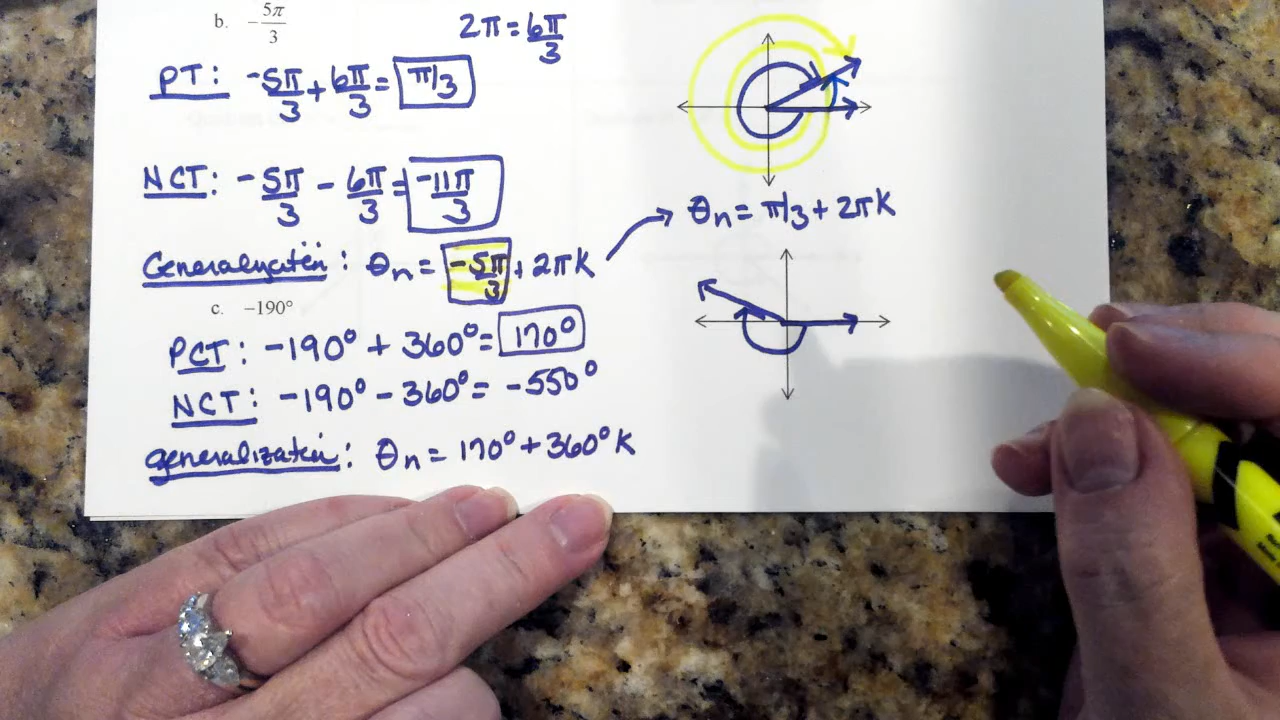 b. -5π/3
2π = 6π/3
PT: -5π/3 + 6π/3 = π/3
NCT: -5π/3 - 6π/3 = -11π/3
θn = π/3 + 2πK
Generalization: θn = -5π/3 + 2πK
c. -190°
PCT: -190° + 360° = 170°
NCT: -190° - 360° = -550°
generalization: θn = 170° + 360°K